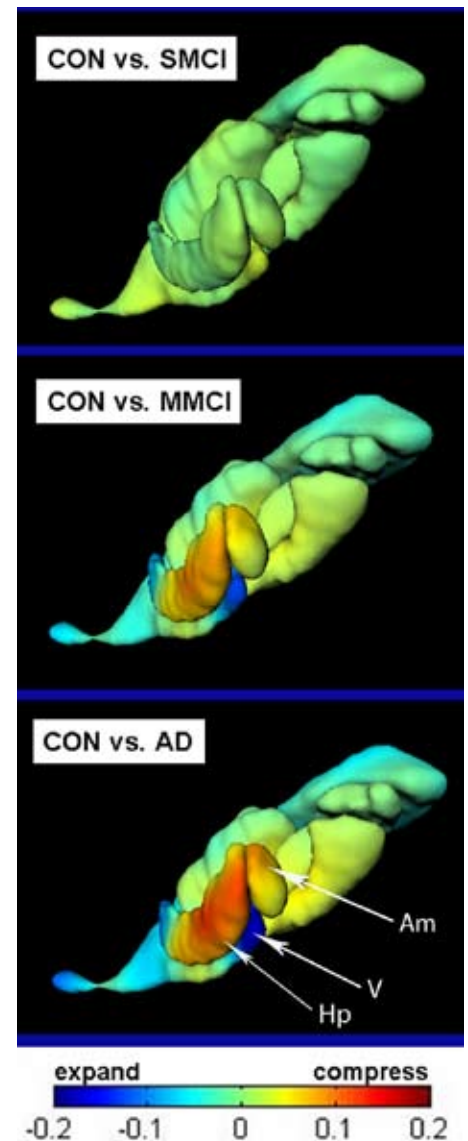 CON vs. SMCI
CON vs. MMCI
CON vs. AD
Am
V
Hp
expand compress
-0.2 -0.1 0 0.1 0.2